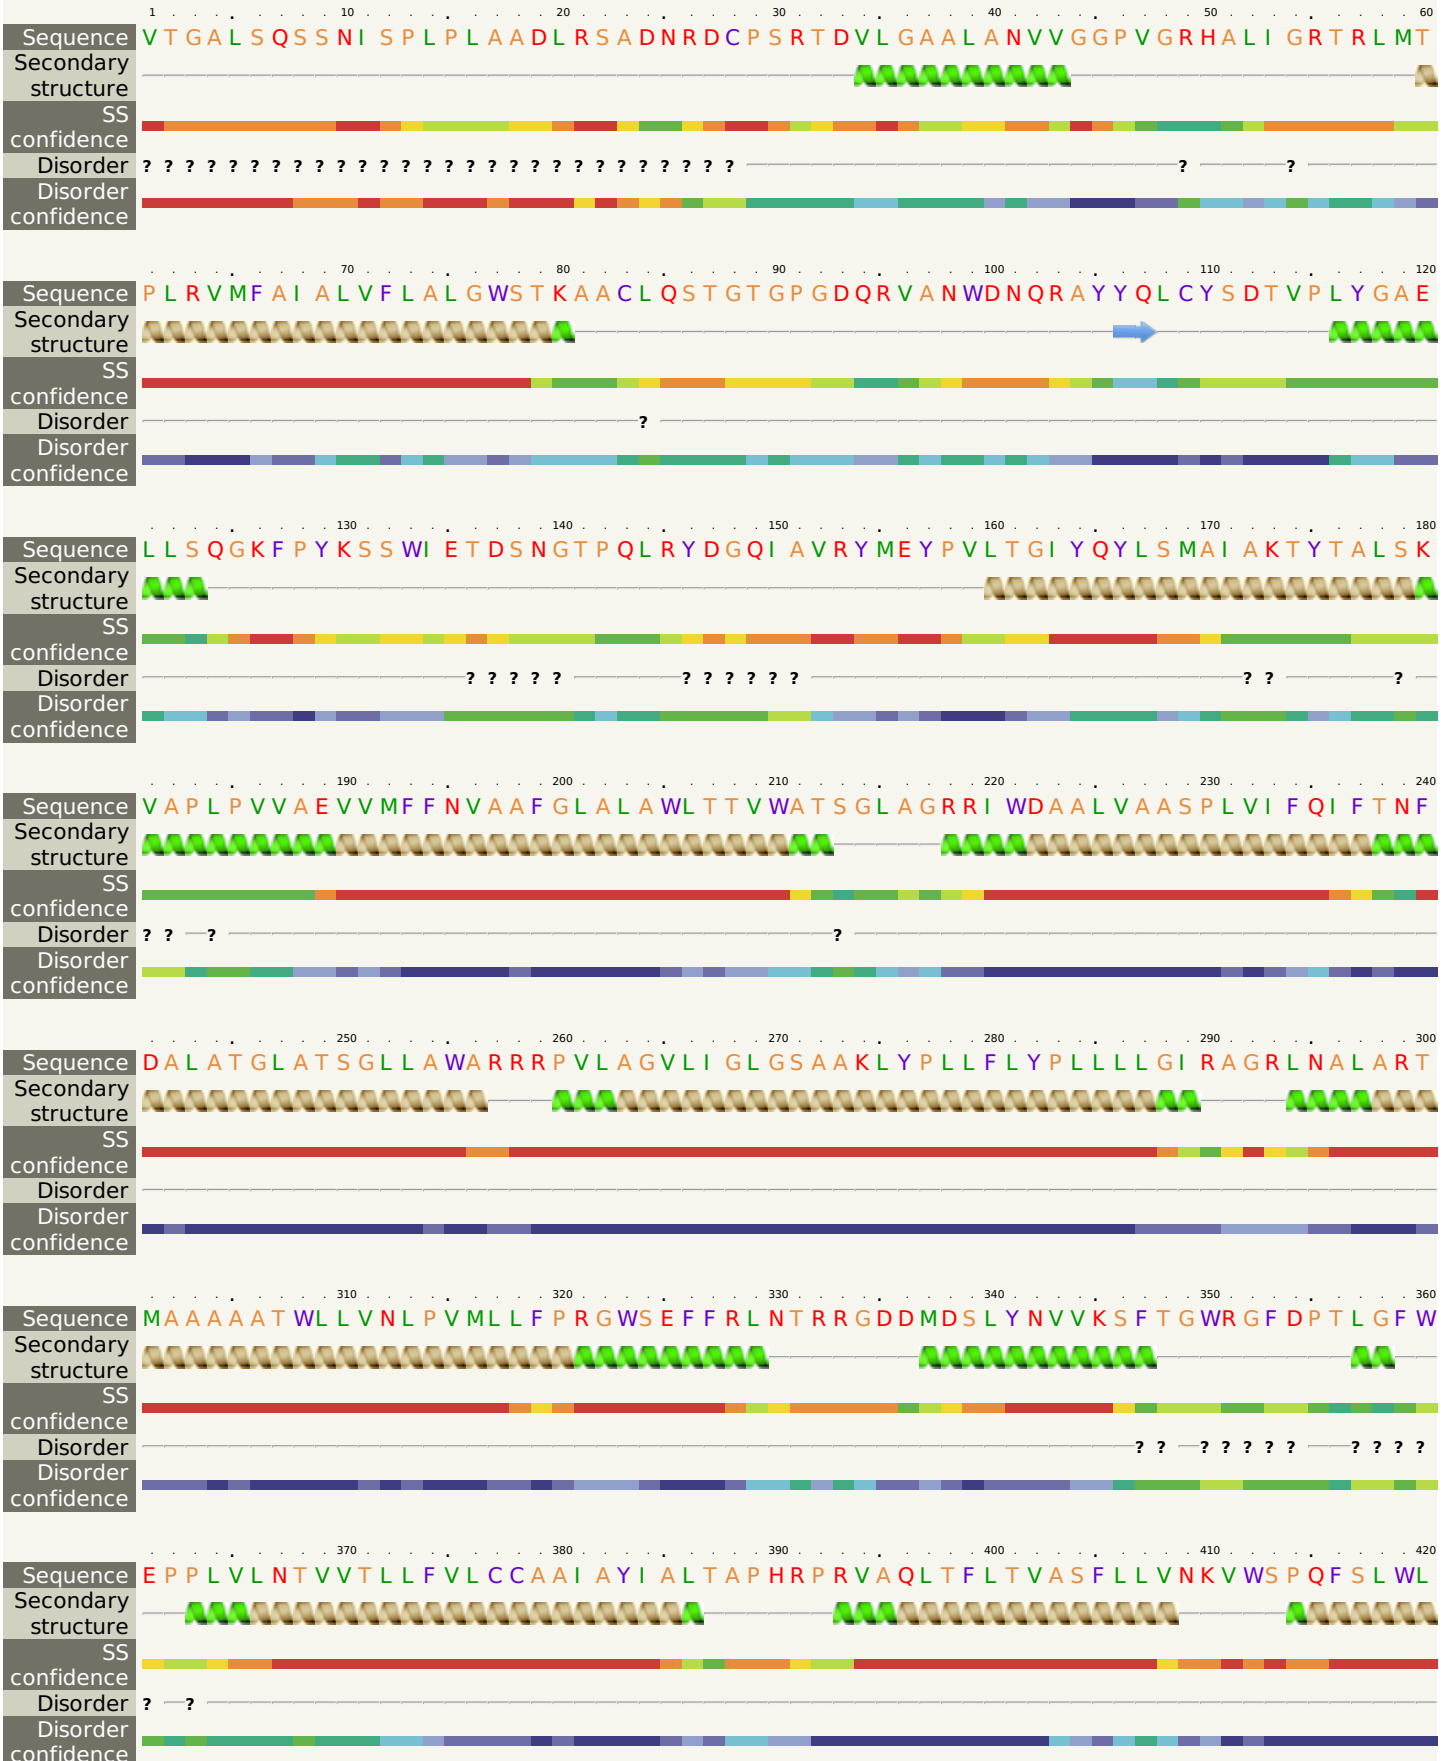 1 10 20 30 40 50 60
Sequence VTGALSQSSNISPLPLAADLRSADNRDCPSRTDVLGAALANVVGGPVGRHALIGRTRLMT
Secondary
structure
SS
confidence
Disorder ? ? ? ? ? ? ? ? ? ? ? ? ? ? ? ? ? ? ? ? ? ? ? ? ? ? ? ? ? ?
Disorder
confidence
70 80 90 100 110 120
Sequence PLRVMFAIALVFLALGWSTKAACLQSTGTGPGDQRVANWDNQRAYYQLCYSDTVPLYGAE
Secondary
structure
SS
confidence
Disorder ?
Disorder
confidence
130 140 150 160 170 180
Sequence LLSQGKFPYKSSWIETDSNGTPQLRYDGQIAVRYMEYPVLTGIYQYLSMAIAKTYTALSK
Secondary
structure
SS
confidence
Disorder ? ? ? ? ? ? ? ? ? ? ? ? ? ?
Disorder
confidence
190 200 210 220 230 240
Sequence VAPLPVVAEVVMFFNVAAFGLALAWLTTVWATSGLAGRRIWDAALVAASPLVIFQIFTNF
Secondary
structure
SS
confidence
Disorder ? ? ? ?
Disorder
confidence
250 260 270 280 290 300
Sequence DALATGLATSGLLAWARRRPVLAGVLIGLGSAAKLYPLLFLYPLLLLGIRAGRLNALART
Secondary
structure
SS
confidence
Disorder
Disorder
confidence
310 320 330 340 350 360
Sequence MAAAAATWLLVNLPVMLLFPRGWSEFFRLNTRRGDDMDSLYNVVKSFTGWRGFDPTLGFW
Secondary
structure
SS
confidence
Disorder ? ? ? ? ? ? ? ? ? ? ?
Disorder
confidence
370 380 390 400 410 420
Sequence EPPLVLNTVVTLLFVLCCAAIAYIALTAPHRPRVAQLTFLTVASFLLVNKVWSPQFSLWL
Secondary
structure
SS
confidence
Disorder ? ?
Disorder
confidence